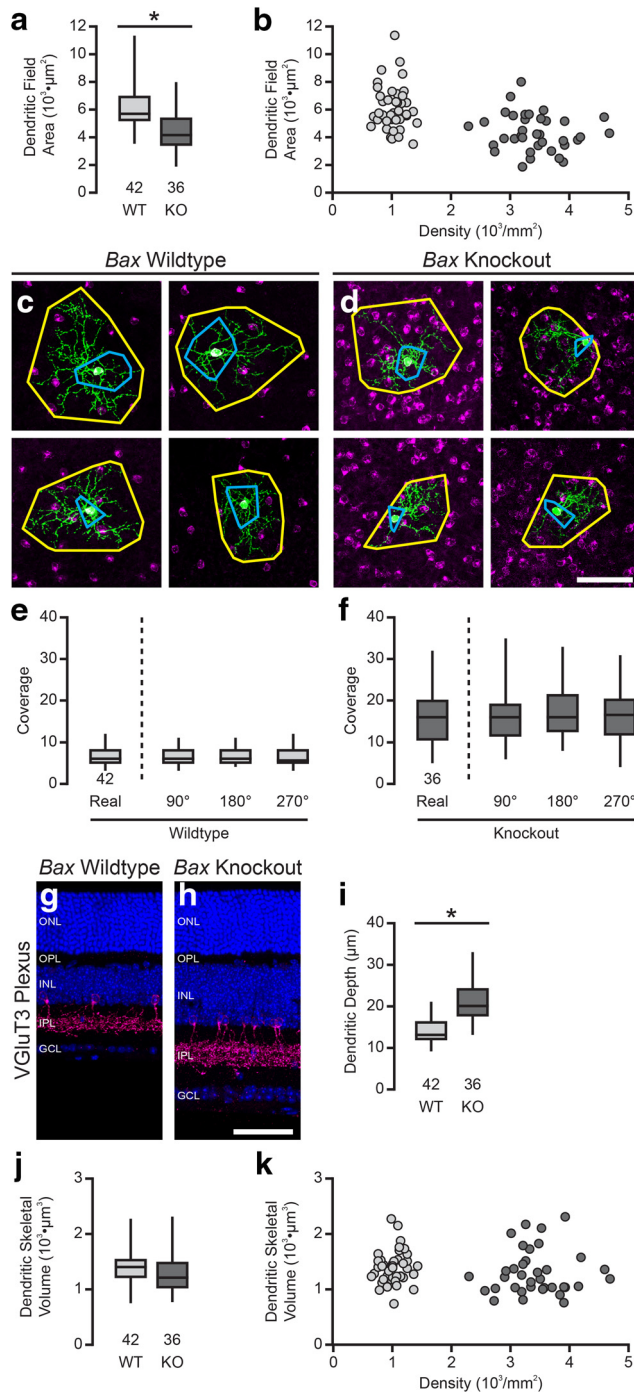 a
*
Dendritic Field
Area (10³•µm²)
12
10
8
6
4
2
0
42
36
WT
KO
b
Dendritic Field
Area (10³•µm²)
12
10
8
6
4
2
0
0
1
2
3
4
5
Density (10³/mm²)
Bax Wildtype
Bax Knockout
c
d
e
Coverage
40
30
20
10
0
42
Real
90°
180°
270°
Wildtype
f
Coverage
40
30
20
10
0
36
Real
90°
180°
270°
Knockout
Bax Wildtype
Bax Knockout
VGluT3 Plexus
g
ONL
OPL
INL
IPL
GCL
h
ONL
OPL
INL
IPL
GCL
i
*
Dendritic Depth (µm)
40
30
20
10
0
42
36
WT
KO
j
Dendritic Skeletal
Volume (10³•µm³)
3
2
1
0
42
36
WT
KO
k
Dendritic Skeletal
Volume (10³•µm³)
3
2
1
0
0
1
2
3
4
5
Density (10³/mm²)